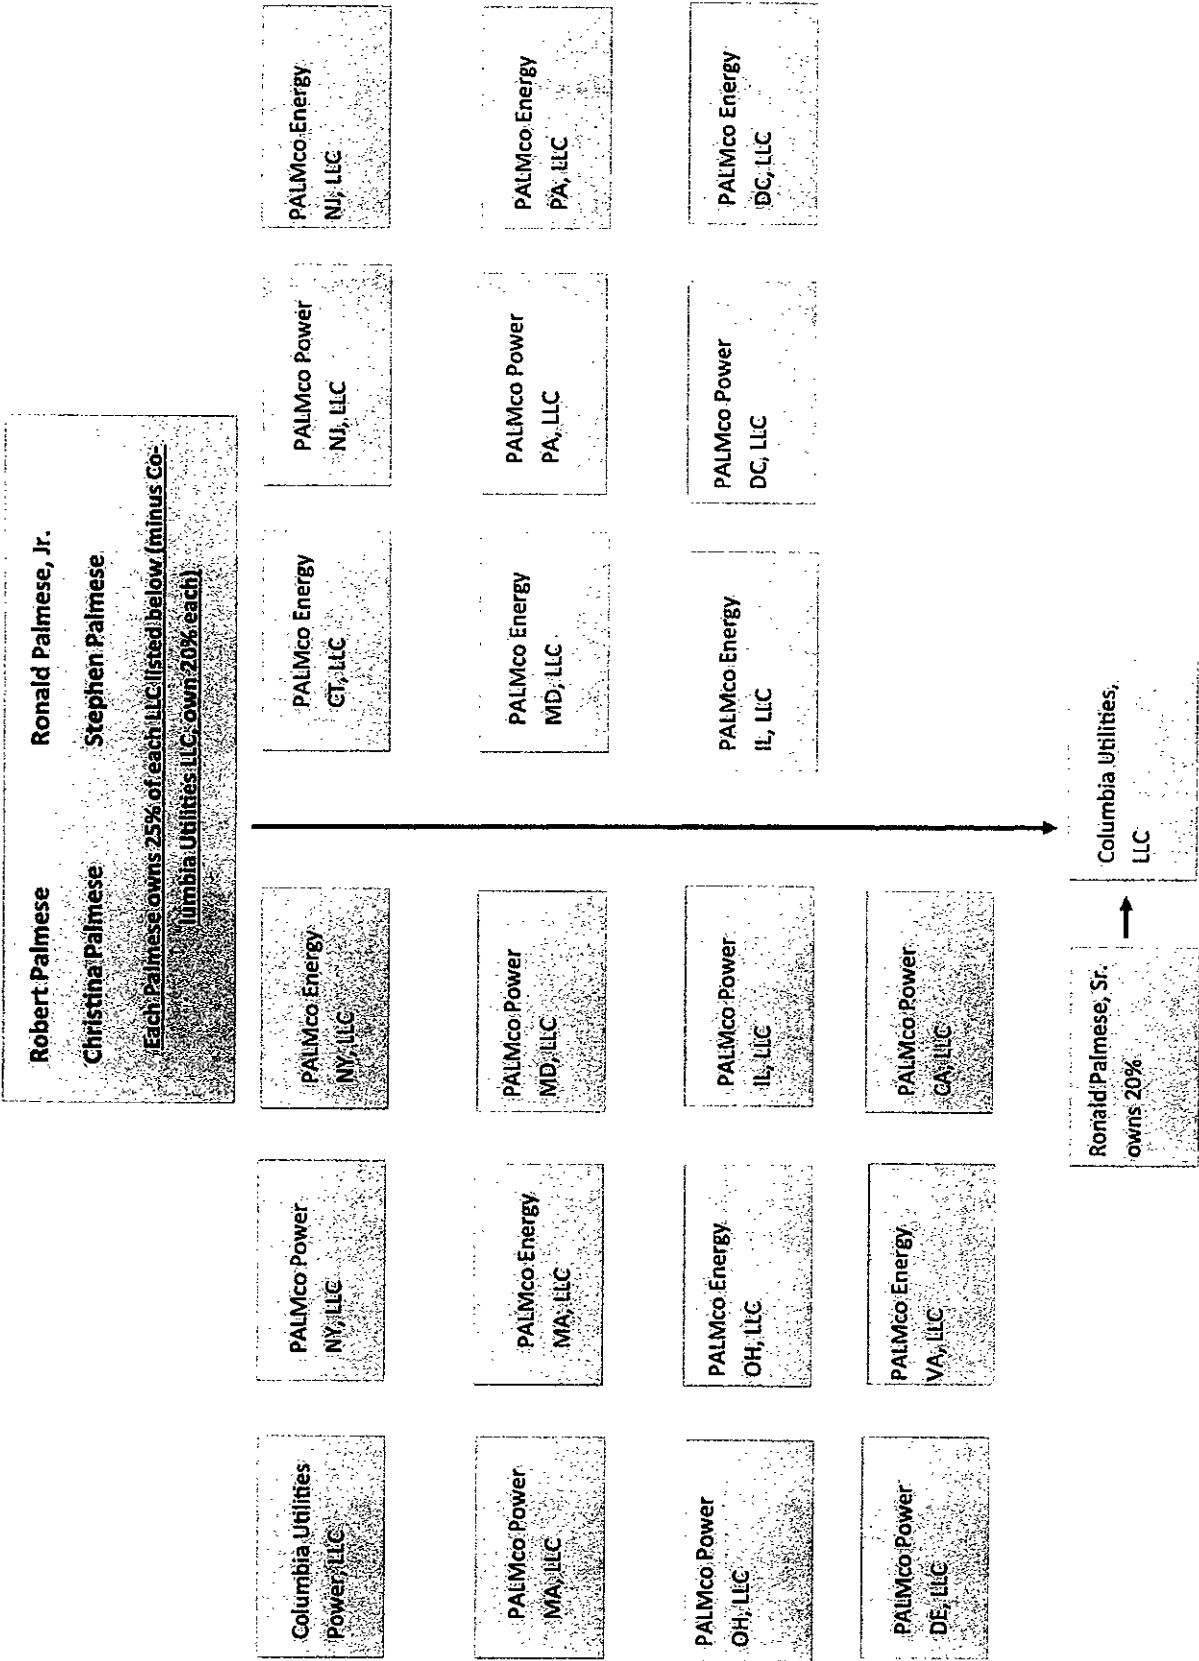 Robert Palmese Ronald Palmese, Jr.
Christina Palmese Stephen Palmese
Each Palmese owns 25% of each LLC listed below (minus Co-
lumbia Utilities LLC, own 20% each)
Columbia Utilities
Power, LLC
PALMco Power
NY, LLC
PALMco Energy
NY, LLC
PALMco Energy
CT, LLC
PALMco Power
NJ, LLC
PALMco Energy
NJ, LLC
PALMco Power
MA, LLC
PALMco Energy
MA, LLC
PALMco Power
MD, LLC
PALMco Energy
MD, LLC
PALMco Power
PA, LLC
PALMco Energy
PA, LLC
PALMco Power
OH, LLC
PALMco Energy
OH, LLC
PALMco Power
IL, LLC
PALMco Energy
IL, LLC
PALMco Power
DC, LLC
PALMco Energy
DC, LLC
PALMco Power
DE, LLC
PALMco Energy
VA, LLC
PALMco Power
CA, LLC
Ronald Palmese, Sr.
owns 20%
Columbia Utilities,
LLC